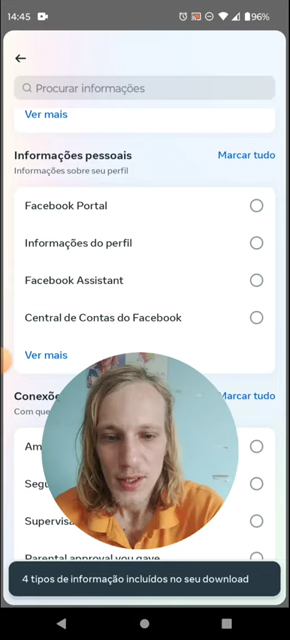 14:45
96%
Procurar informações
Ver mais
Informações pessoais
Marcar tudo
Informações sobre seu perfil
Facebook Portal
Informações do perfil
Facebook Assistant
Central de Contas do Facebook
Ver mais
Marcar tudo
Com
Parental approval you gave
4 tipos de informação incluídos no seu download